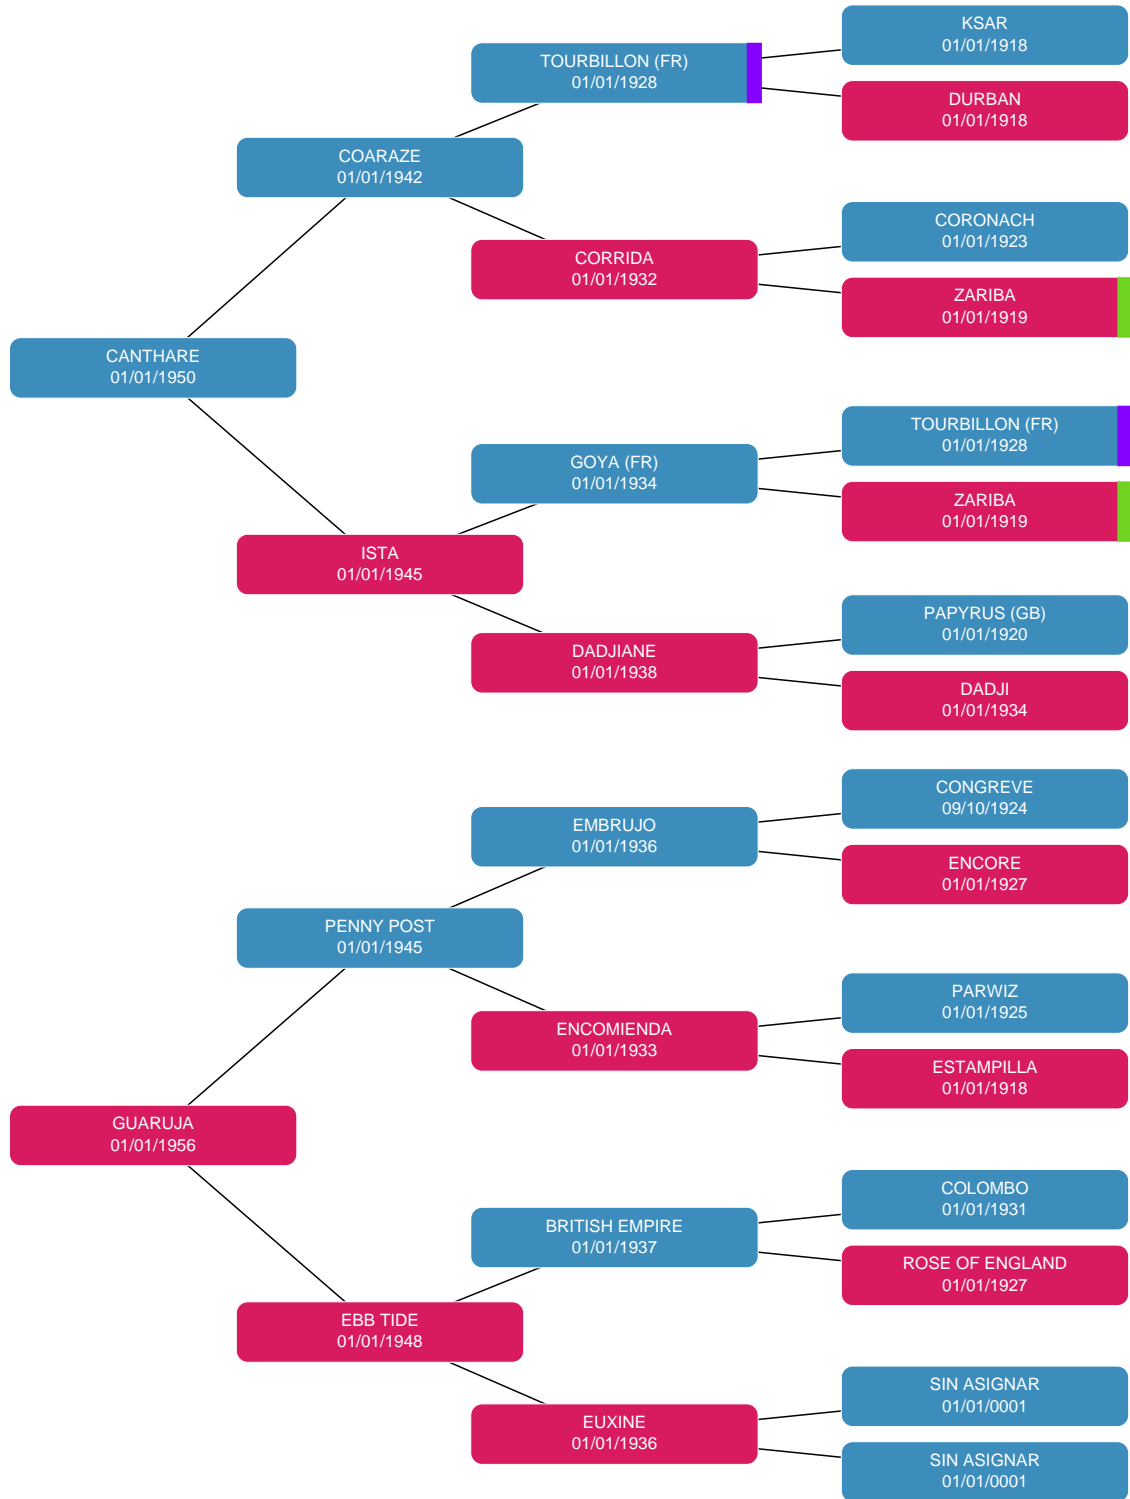 KSAR
01/01/1918
TOURBILLON (FR)
01/01/1928
DURBAN
01/01/1918
COARAZE
01/01/1942
CORONACH
01/01/1923
CORRIDA
01/01/1932
ZARIBA
01/01/1919
CANTHARE
01/01/1950
TOURBILLON (FR)
01/01/1928
GOYA (FR)
01/01/1934
ZARIBA
01/01/1919
ISTA
01/01/1945
PAPYRUS (GB)
01/01/1920
DADJIANE
01/01/1938
DADJI
01/01/1934
CONGREVE
09/10/1924
EMBRUJO
01/01/1936
ENCORE
01/01/1927
PENNY POST
01/01/1945
PARWIZ
01/01/1925
ENCOMIENDA
01/01/1933
ESTAMPILLA
01/01/1918
GUARUJA
01/01/1956
COLOMBO
01/01/1931
BRITISH EMPIRE
01/01/1937
ROSE OF ENGLAND
01/01/1927
EBB TIDE
01/01/1948
SIN ASIGNAR
01/01/0001
EUXINE
01/01/1936
SIN ASIGNAR
01/01/0001